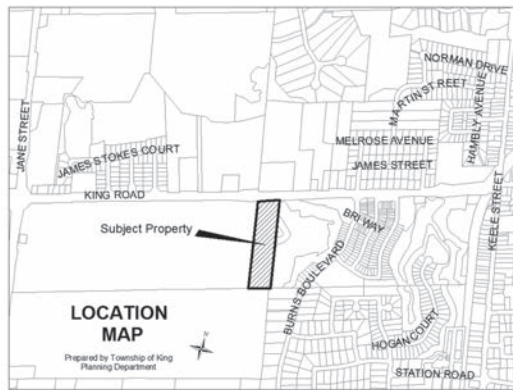 NORMAN DRIVE
MARTIN STREET
HAMBLY AVENUE
MELROSE AVENUE
JAMES STREET
JANE STREET
JAMES STOKES COURT
KING ROAD
KEELE STREET
Subject Property
BRI-WAY
BURNS BOULEVARD
LOCATION
MAP
N
Prepared by Township of King
Planning Department
HOGAN COURT
STATION ROAD